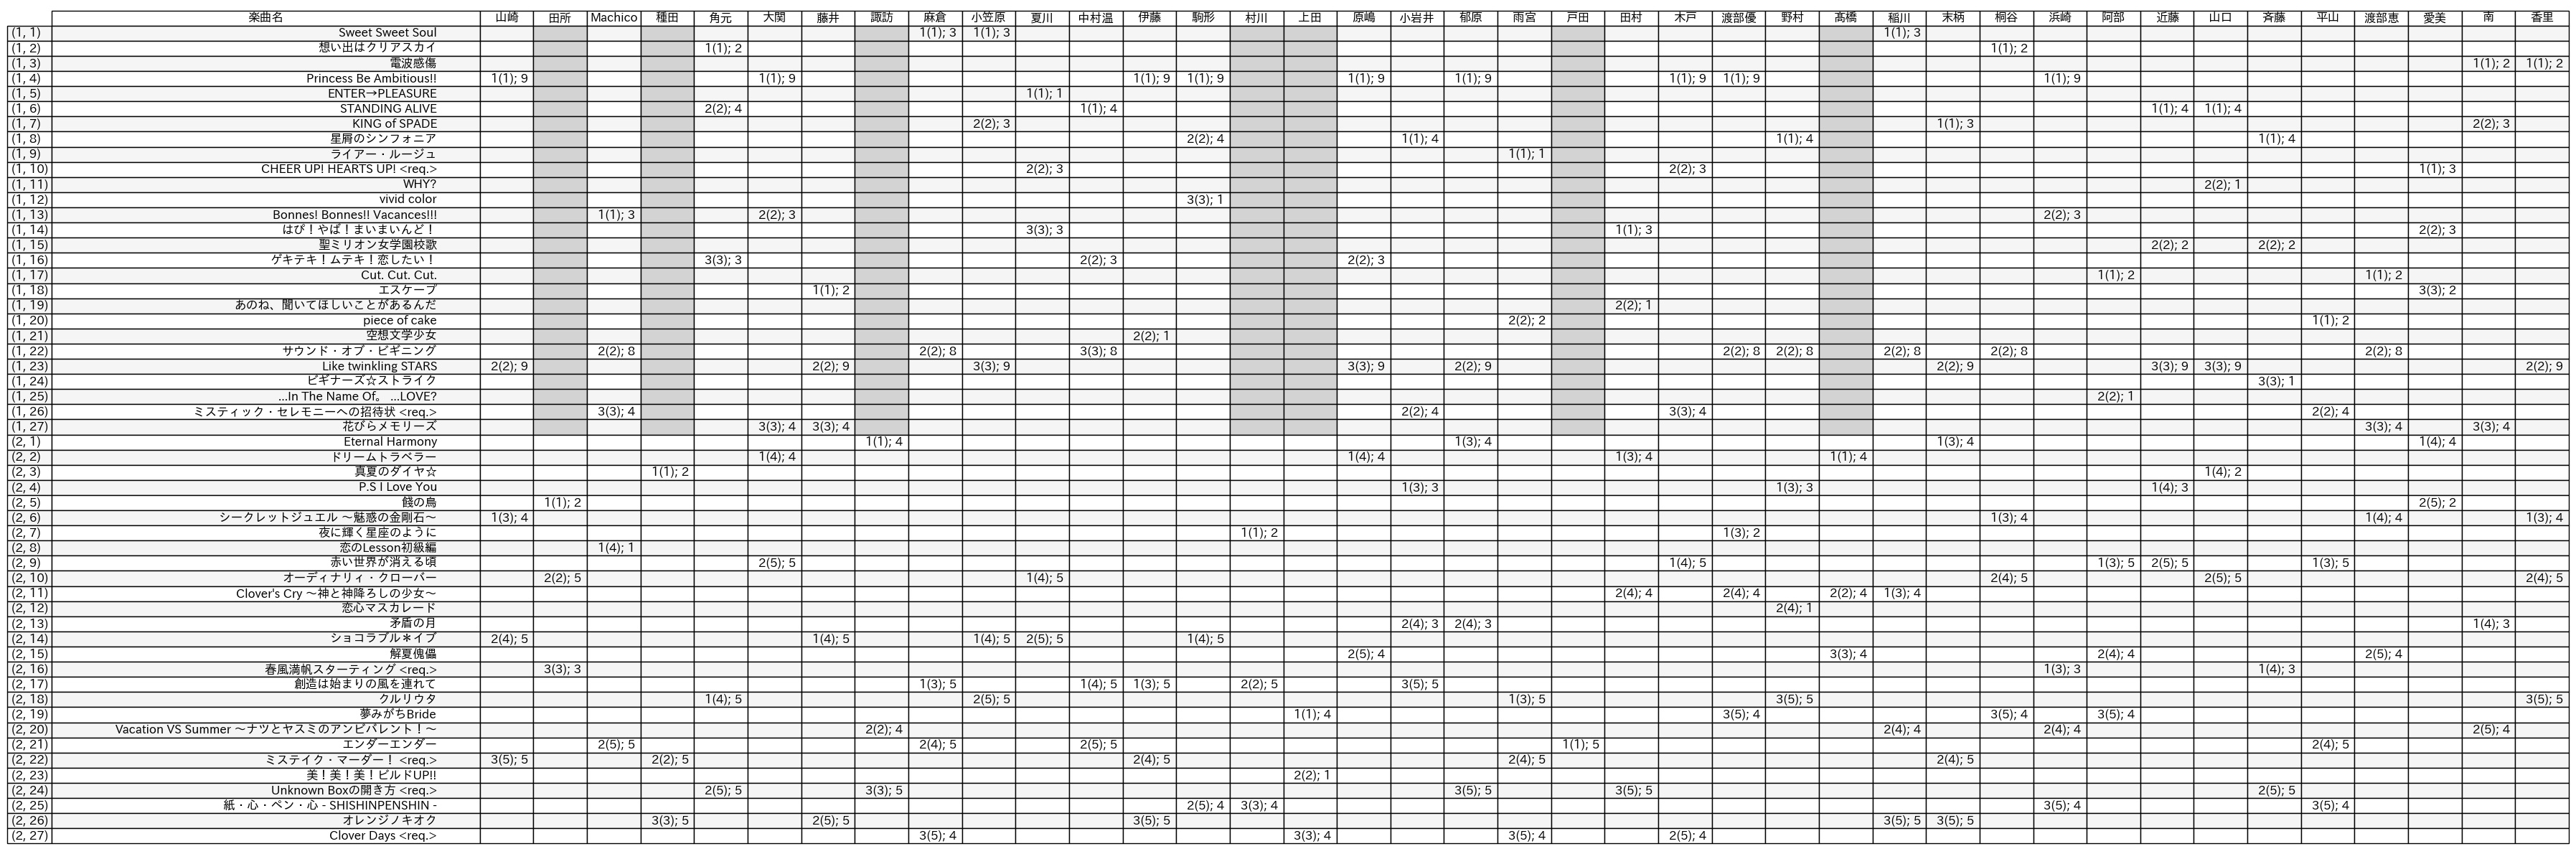 楽曲名 山崎 田所 Machico 種田 角元 大関 藤井 諏訪 麻倉 小笠原 夏川 中村温 伊藤 駒形 村川 上田 原嶋 小岩井 郁原 雨宮 戸田 田村 木戸 渡部優 野村 髙橋 稲川 末柄 桐谷 浜崎 阿部 近藤 山口 斉藤 平山 渡部恵 愛美 南 香里
(1, 1) Sweet Sweet Soul 1(1); 3 1(1); 3 1(1); 3
(1, 2) 想い出はクリアスカイ 1(1); 2 1(1); 2
(1, 3) 電波感傷 1(1); 2 1(1); 2
(1, 4) Princess Be Ambitious!! 1(1); 9 1(1); 9 1(1); 9 1(1); 9 1(1); 9 1(1); 9 1(1); 9 1(1); 9 1(1); 9
(1, 5) ENTER→PLEASURE 1(1); 1
(1, 6) STANDING ALIVE 2(2); 4 1(1); 4 1(1); 4 1(1); 4
(1, 7) KING of SPADE 2(2); 3 1(1); 3 2(2); 3
(1, 8) 星屑のシンフォニア 2(2); 4 1(1); 4 1(1); 4 1(1); 4
(1, 9) ライアー・ルージュ 1(1); 1
(1, 10) CHEER UP! HEARTS UP! <req.> 2(2); 3 2(2); 3 1(1); 3
(1, 11) WHY? 2(2); 1
(1, 12) vivid color 3(3); 1
(1, 13) Bonnes! Bonnes!! Vacances!!! 1(1); 3 2(2); 3 2(2); 3
(1, 14) はぴ！やば！まいまいんど！ 3(3); 3 1(1); 3 2(2); 3
(1, 15) 聖ミリオン女学園校歌 2(2); 2 2(2); 2
(1, 16) ゲキテキ！ムテキ！恋したい！ 3(3); 3 2(2); 3 2(2); 3
(1, 17) Cut. Cut. Cut. 1(1); 2 1(1); 2
(1, 18) エスケープ 1(1); 2 3(3); 2
(1, 19) あのね、聞いてほしいことがあるんだ 2(2); 1
(1, 20) piece of cake 2(2); 2 1(1); 2
(1, 21) 空想文学少女 2(2); 1
(1, 22) サウンド・オブ・ビギニング 2(2); 8 2(2); 8 3(3); 8 2(2); 8 2(2); 8 2(2); 8 2(2); 8 2(2); 8
(1, 23) Like twinkling STARS 2(2); 9 2(2); 9 3(3); 9 3(3); 9 2(2); 9 2(2); 9 3(3); 9 3(3); 9 2(2); 9
(1, 24) ビギナーズ☆ストライク 3(3); 1
(1, 25) ...In The Name Of。 ...LOVE? 2(2); 1
(1, 26) ミスティック・セレモニーへの招待状 <req.> 3(3); 4 2(2); 4 3(3); 4 2(2); 4
(1, 27) 花びらメモリーズ 3(3); 4 3(3); 4 3(3); 4 3(3); 4
(2, 1) Eternal Harmony 1(1); 4 1(3); 4 1(3); 4 1(4); 4
(2, 2) ドリームトラベラー 1(4); 4 1(4); 4 1(3); 4 1(1); 4
(2, 3) 真夏のダイヤ☆ 1(1); 2 1(4); 2
(2, 4) P.S I Love You 1(3); 3 1(3); 3 1(4); 3
(2, 5) 餞の鳥 1(1); 2 2(5); 2
(2, 6) シークレットジュエル ～魅惑の金剛石～ 1(3); 4 1(3); 4 1(4); 4 1(3); 4
(2, 7) 夜に輝く星座のように 1(1); 2 1(3); 2
(2, 8) 恋のLesson初級編 1(4); 1
(2, 9) 赤い世界が消える頃 2(5); 5 1(4); 5 1(3); 5 2(5); 5 1(3); 5
(2, 10) オーディナリィ・クローバー 2(2); 5 1(4); 5 2(4); 5 2(5); 5 2(4); 5
(2, 11) Clover's Cry ～神と神降ろしの少女～ 2(4); 4 2(4); 4 2(2); 4 1(3); 4
(2, 12) 恋心マスカレード 2(4); 1
(2, 13) 矛盾の月 2(4); 3 2(4); 3 1(4); 3
(2, 14) ショコラブル＊イブ 2(4); 5 1(4); 5 1(4); 5 2(5); 5 1(4); 5
(2, 15) 解夏傀儡 2(5); 4 3(3); 4 2(4); 4 2(5); 4
(2, 16) 春風満帆スターティング <req.> 3(3); 3 1(3); 3 1(4); 3
(2, 17) 創造は始まりの風を連れて 1(3); 5 1(4); 5 1(3); 5 2(2); 5 3(5); 5
(2, 18) クルリウタ 1(4); 5 2(5); 5 1(3); 5 3(5); 5 3(5); 5
(2, 19) 夢みがちBride 1(1); 4 3(5); 4 3(5); 4 3(5); 4
(2, 20) Vacation VS Summer ～ナツとヤスミのアンビバレント！～ 2(2); 4 2(4); 4 2(4); 4 2(5); 4
(2, 21) エンダーエンダー 2(5); 5 2(4); 5 2(5); 5 1(1); 5 2(4); 5
(2, 22) ミステイク・マーダー！ <req.> 3(5); 5 2(2); 5 2(4); 5 2(4); 5 2(4); 5
(2, 23) 美！美！美！ビルドUP!! 2(2); 1
(2, 24) Unknown Boxの開き方 <req.> 2(5); 5 3(3); 5 3(5); 5 3(5); 5 2(5); 5
(2, 25) 紙・心・ペン・心 - SHISHINPENSHIN - 2(5); 4 3(3); 4 3(5); 4 3(5); 4
(2, 26) オレンジノキオク 3(3); 5 2(5); 5 3(5); 5 3(5); 5 3(5); 5
(2, 27) Clover Days <req.> 3(5); 4 3(3); 4 3(5); 4 2(5); 4